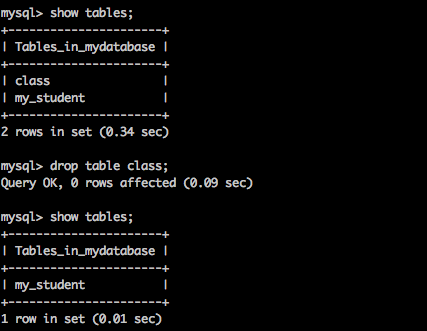 mysql> show tables;
+----------------------+
| Tables_in_mydatabase |
+----------------------+
| class                |
| my_student           |
+----------------------+
2 rows in set (0.34 sec)
mysql> drop table class;
Query OK, 0 rows affected (0.09 sec)
mysql> show tables;
+----------------------+
| Tables_in_mydatabase |
+----------------------+
| my_student           |
+----------------------+
1 row in set (0.01 sec)